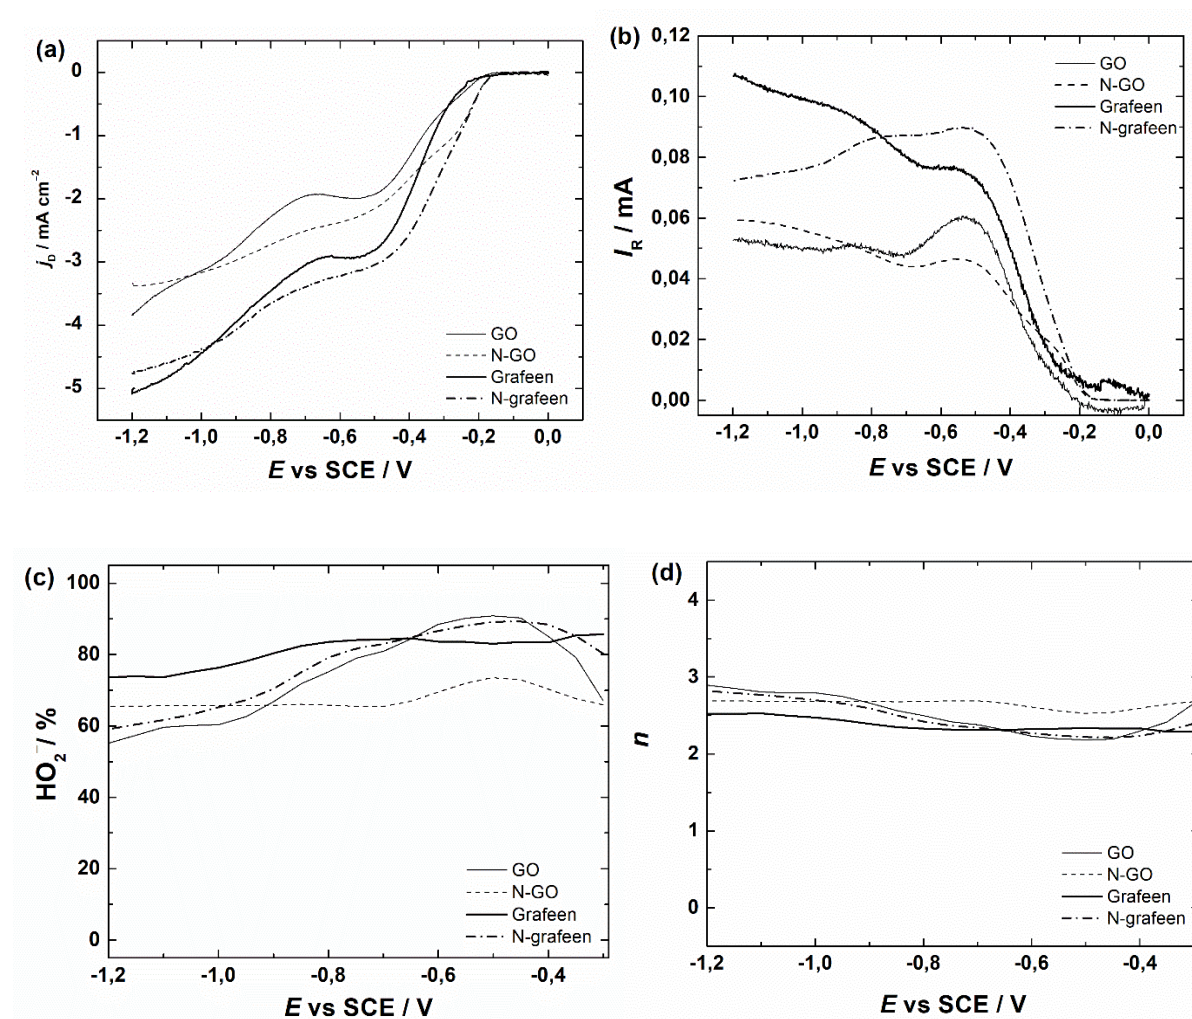 (a)
0
-1
-2
-3
-4
-5
j_D / mA cm⁻²
GO
N-GO
Grafeen
N-grafeen
-1,2 -1,0 -0,8 -0,6 -0,4 -0,2 0,0
E vs SCE / V
(b)
0,12
0,10
0,08
0,06
0,04
0,02
0,00
I_R / mA
GO
N-GO
Grafeen
N-grafeen
-1,2 -1,0 -0,8 -0,6 -0,4 -0,2 0,0
E vs SCE / V
(c)
100
80
60
40
20
0
HO₂⁻/ %
GO
N-GO
Grafeen
N-grafeen
-1,2 -1,0 -0,8 -0,6 -0,4
E vs SCE / V
(d)
4
3
2
1
0
n
GO
N-GO
Grafeen
N-grafeen
-1,2 -1,0 -0,8 -0,6 -0,4
E vs SCE / V